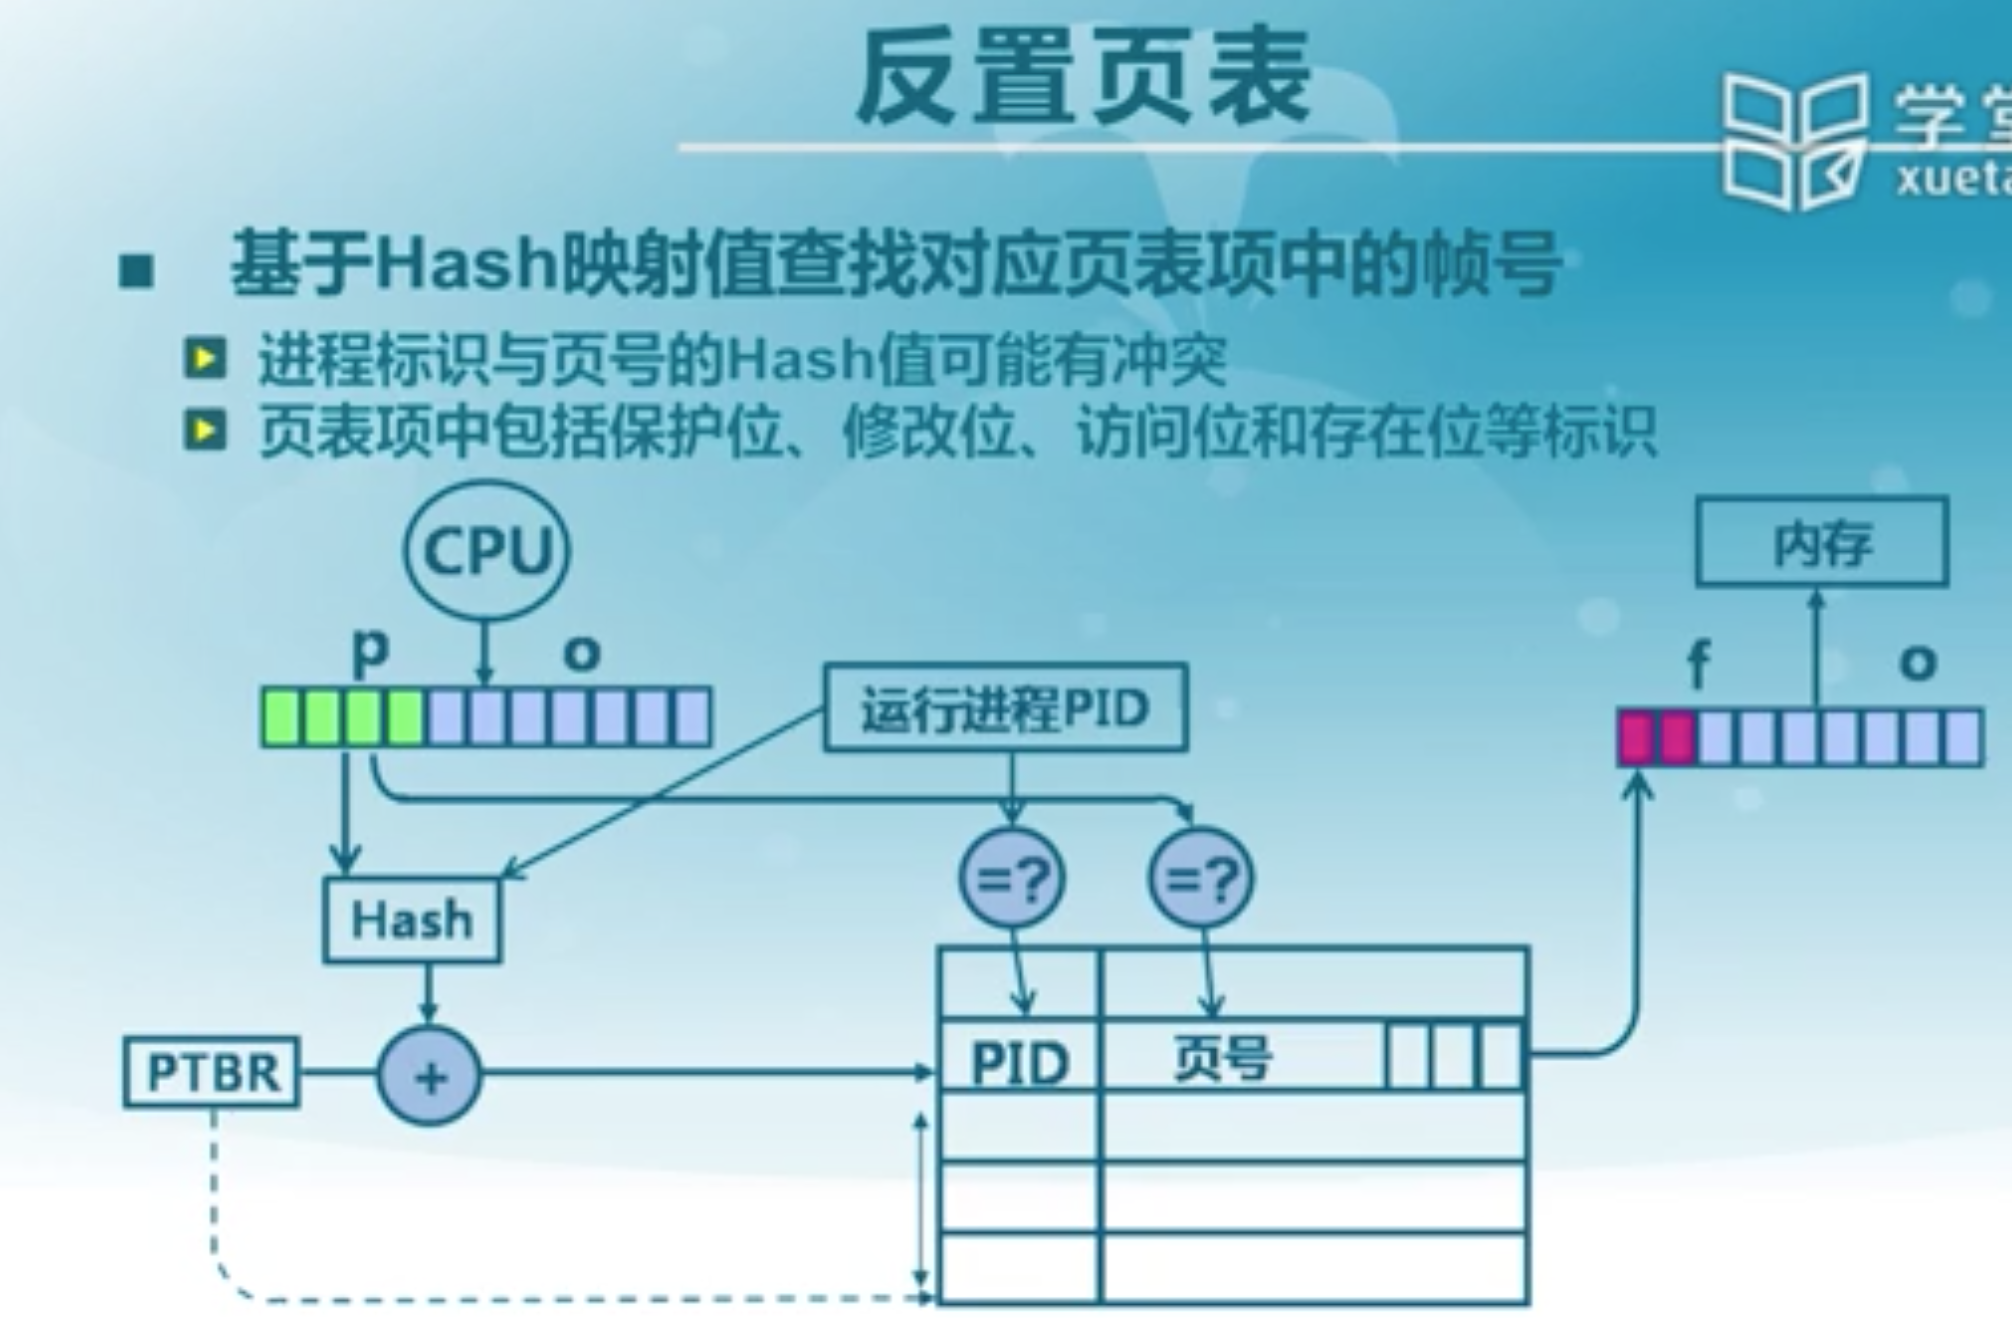 反置页表
学堂
xueta
基于Hash映射值查找对应页表项中的帧号
进程标识与页号的Hash值可能有冲突
页表项中包括保护位、修改位、访问位和存在位等标识
CPU
内存
p
o
f
o
运行进程PID
=?
=?
Hash
PTBR
+
PID
页号